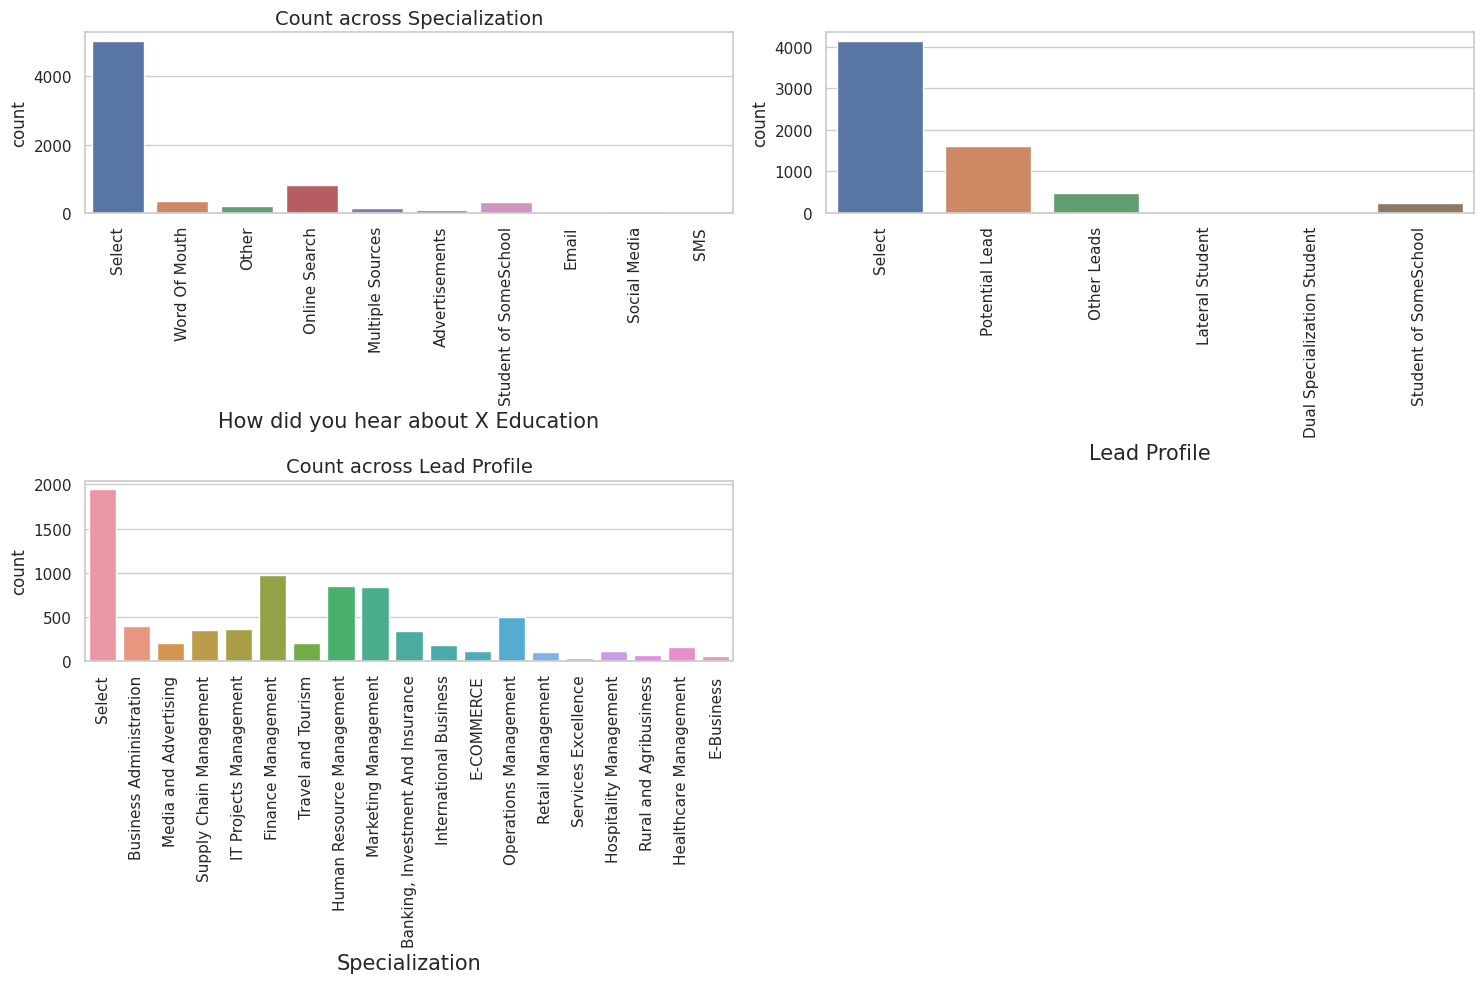 Count across Specialization
4000
2000
0
count
Select
Word Of Mouth
Other
Online Search
Multiple Sources
Advertisements
Student of SomeSchool
Email
Social Media
SMS
How did you hear about X Education
4000
3000
2000
1000
0
count
Select
Potential Lead
Other Leads
Lateral Student
Dual Specialization Student
Student of SomeSchool
Lead Profile
Count across Lead Profile
2000
1500
1000
500
0
count
Select
Business Administration
Media and Advertising
Supply Chain Management
IT Projects Management
Finance Management
Travel and Tourism
Human Resource Management
Marketing Management
Banking, Investment And Insurance
International Business
E-COMMERCE
Operations Management
Retail Management
Services Excellence
Hospitality Management
Rural and Agribusiness
Healthcare Management
E-Business
Specialization